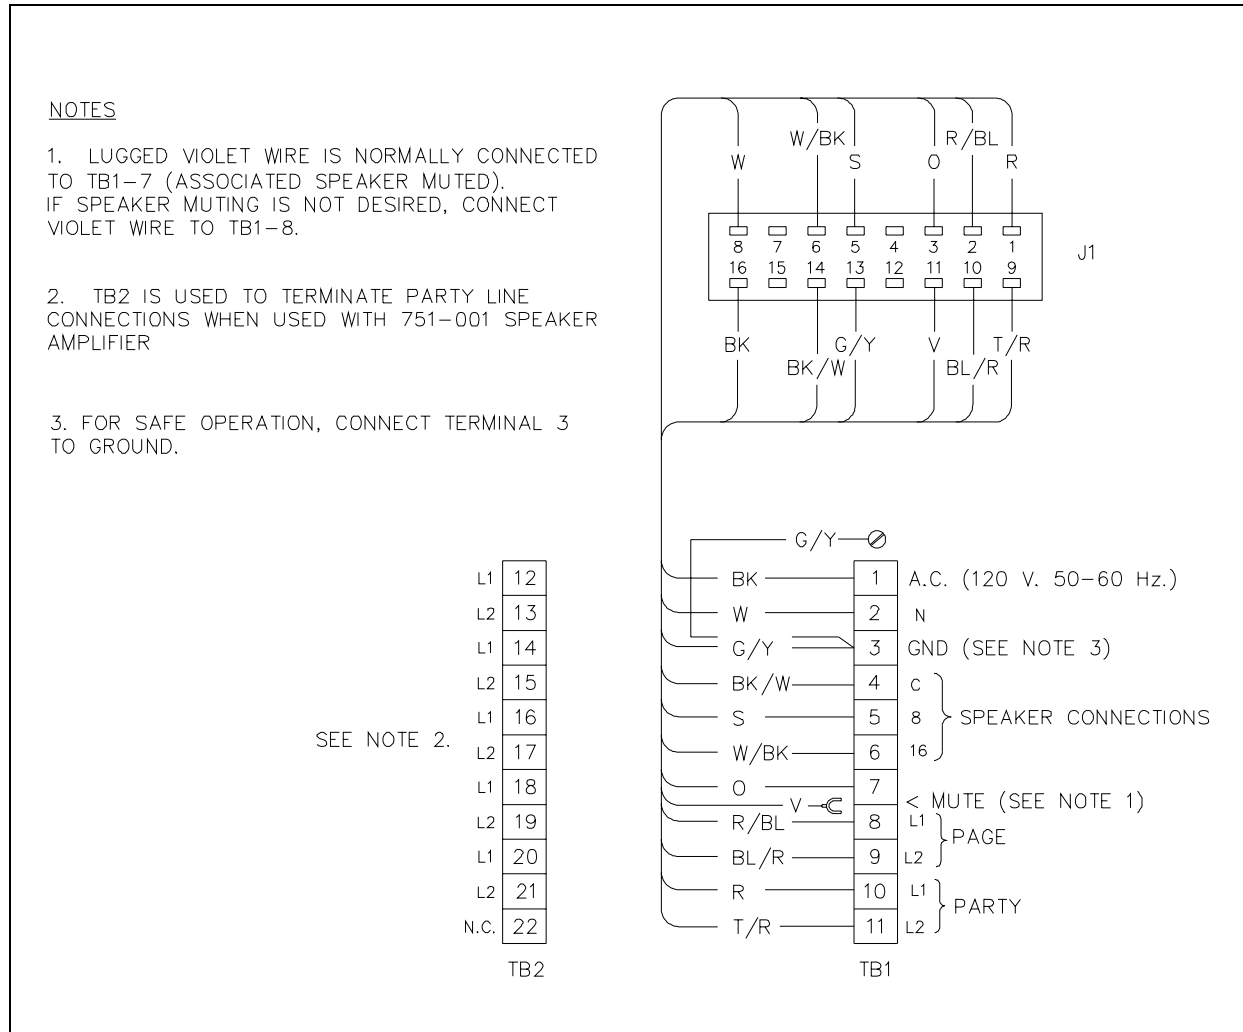 NOTES
1. LUGGED VIOLET WIRE IS NORMALLY CONNECTED
TO TB1-7 (ASSOCIATED SPEAKER MUTED).
IF SPEAKER MUTING IS NOT DESIRED, CONNECT
VIOLET WIRE TO TB1-8.
2. TB2 IS USED TO TERMINATE PARTY LINE
CONNECTIONS WHEN USED WITH 751-001 SPEAKER
AMPLIFIER
3. FOR SAFE OPERATION, CONNECT TERMINAL 3
TO GROUND.
W/BK R/BL
W S O R
8 7 6 5 4 3 2 1
J1
16 15 14 13 12 11 10 9
BK G/Y V T/R
BK/W BL/R
SEE NOTE 2.
L1 12
L2 13
L1 14
L2 15
L1 16
L2 17
L1 18
L2 19
L1 20
L2 21
N.C. 22
TB2
G/Y
BK 1 A.C. (120 V. 50-60 Hz.)
W 2 N
G/Y 3 GND (SEE NOTE 3)
BK/W 4 C
S 5 8 SPEAKER CONNECTIONS
W/BK 6 16
O 7
V < MUTE (SEE NOTE 1)
R/BL 8 L1
PAGE
BL/R 9 L2
R 10 L1
PARTY
T/R 11 L2
TB1